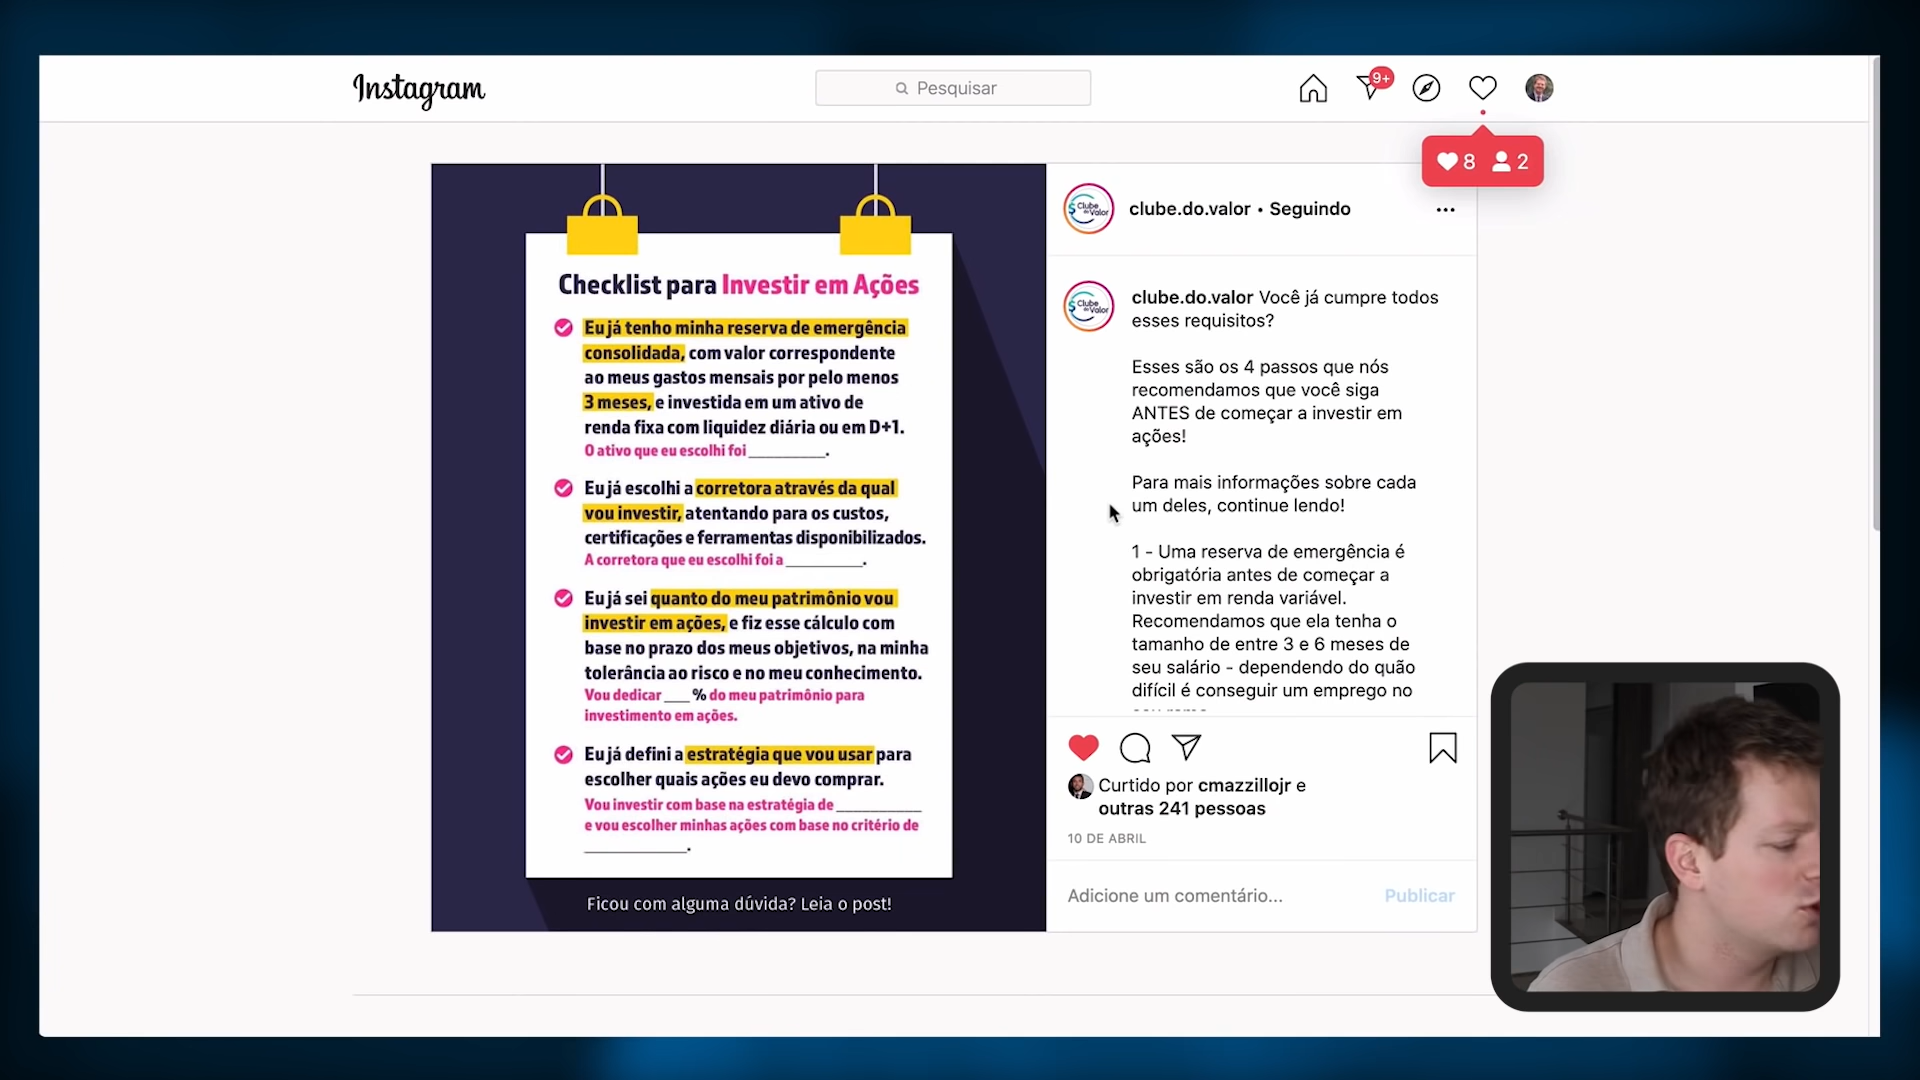 Instagram
Pesquisar
9+
8 2
Checklist para Investir em Ações
Eu já tenho minha reserva de emergência
consolidada, com valor correspondente
ao meus gastos mensais por pelo menos
3 meses, e investida em um ativo de
renda fixa com liquidez diária ou em D+1.
O ativo que eu escolhi foi __________.
Eu já escolhi a corretora através da qual
vou investir, atentando para os custos,
certificações e ferramentas disponibilizados.
A corretora que eu escolhi foi a __________.
Eu já sei quanto do meu patrimônio vou
investir em ações, e fiz esse cálculo com
base no prazo dos meus objetivos, na minha
tolerância ao risco e no meu conhecimento.
Vou dedicar ___ % do meu patrimônio para
investimento em ações.
Eu já defini a estratégia que vou usar para
escolher quais ações eu devo comprar.
Vou investir com base na estratégia de ___________
e vou escolher minhas ações com base no critério de
_____________.
Ficou com alguma dúvida? Leia o post!
$ Clube do Valor
clube.do.valor • Seguindo
...
$ Clube do Valor
clube.do.valor Você já cumpre todos
esses requisitos?
Esses são os 4 passos que nós
recomendamos que você siga
ANTES de começar a investir em
ações!
Para mais informações sobre cada
um deles, continue lendo!
1 - Uma reserva de emergência é
obrigatória antes de começar a
investir em renda variável.
Recomendamos que ela tenha o
tamanho de entre 3 e 6 meses de
seu salário - dependendo do quão
difícil é conseguir um emprego no
Curtido por cmazzillojr e
outras 241 pessoas
10 DE ABRIL
Adicione um comentário... Publicar